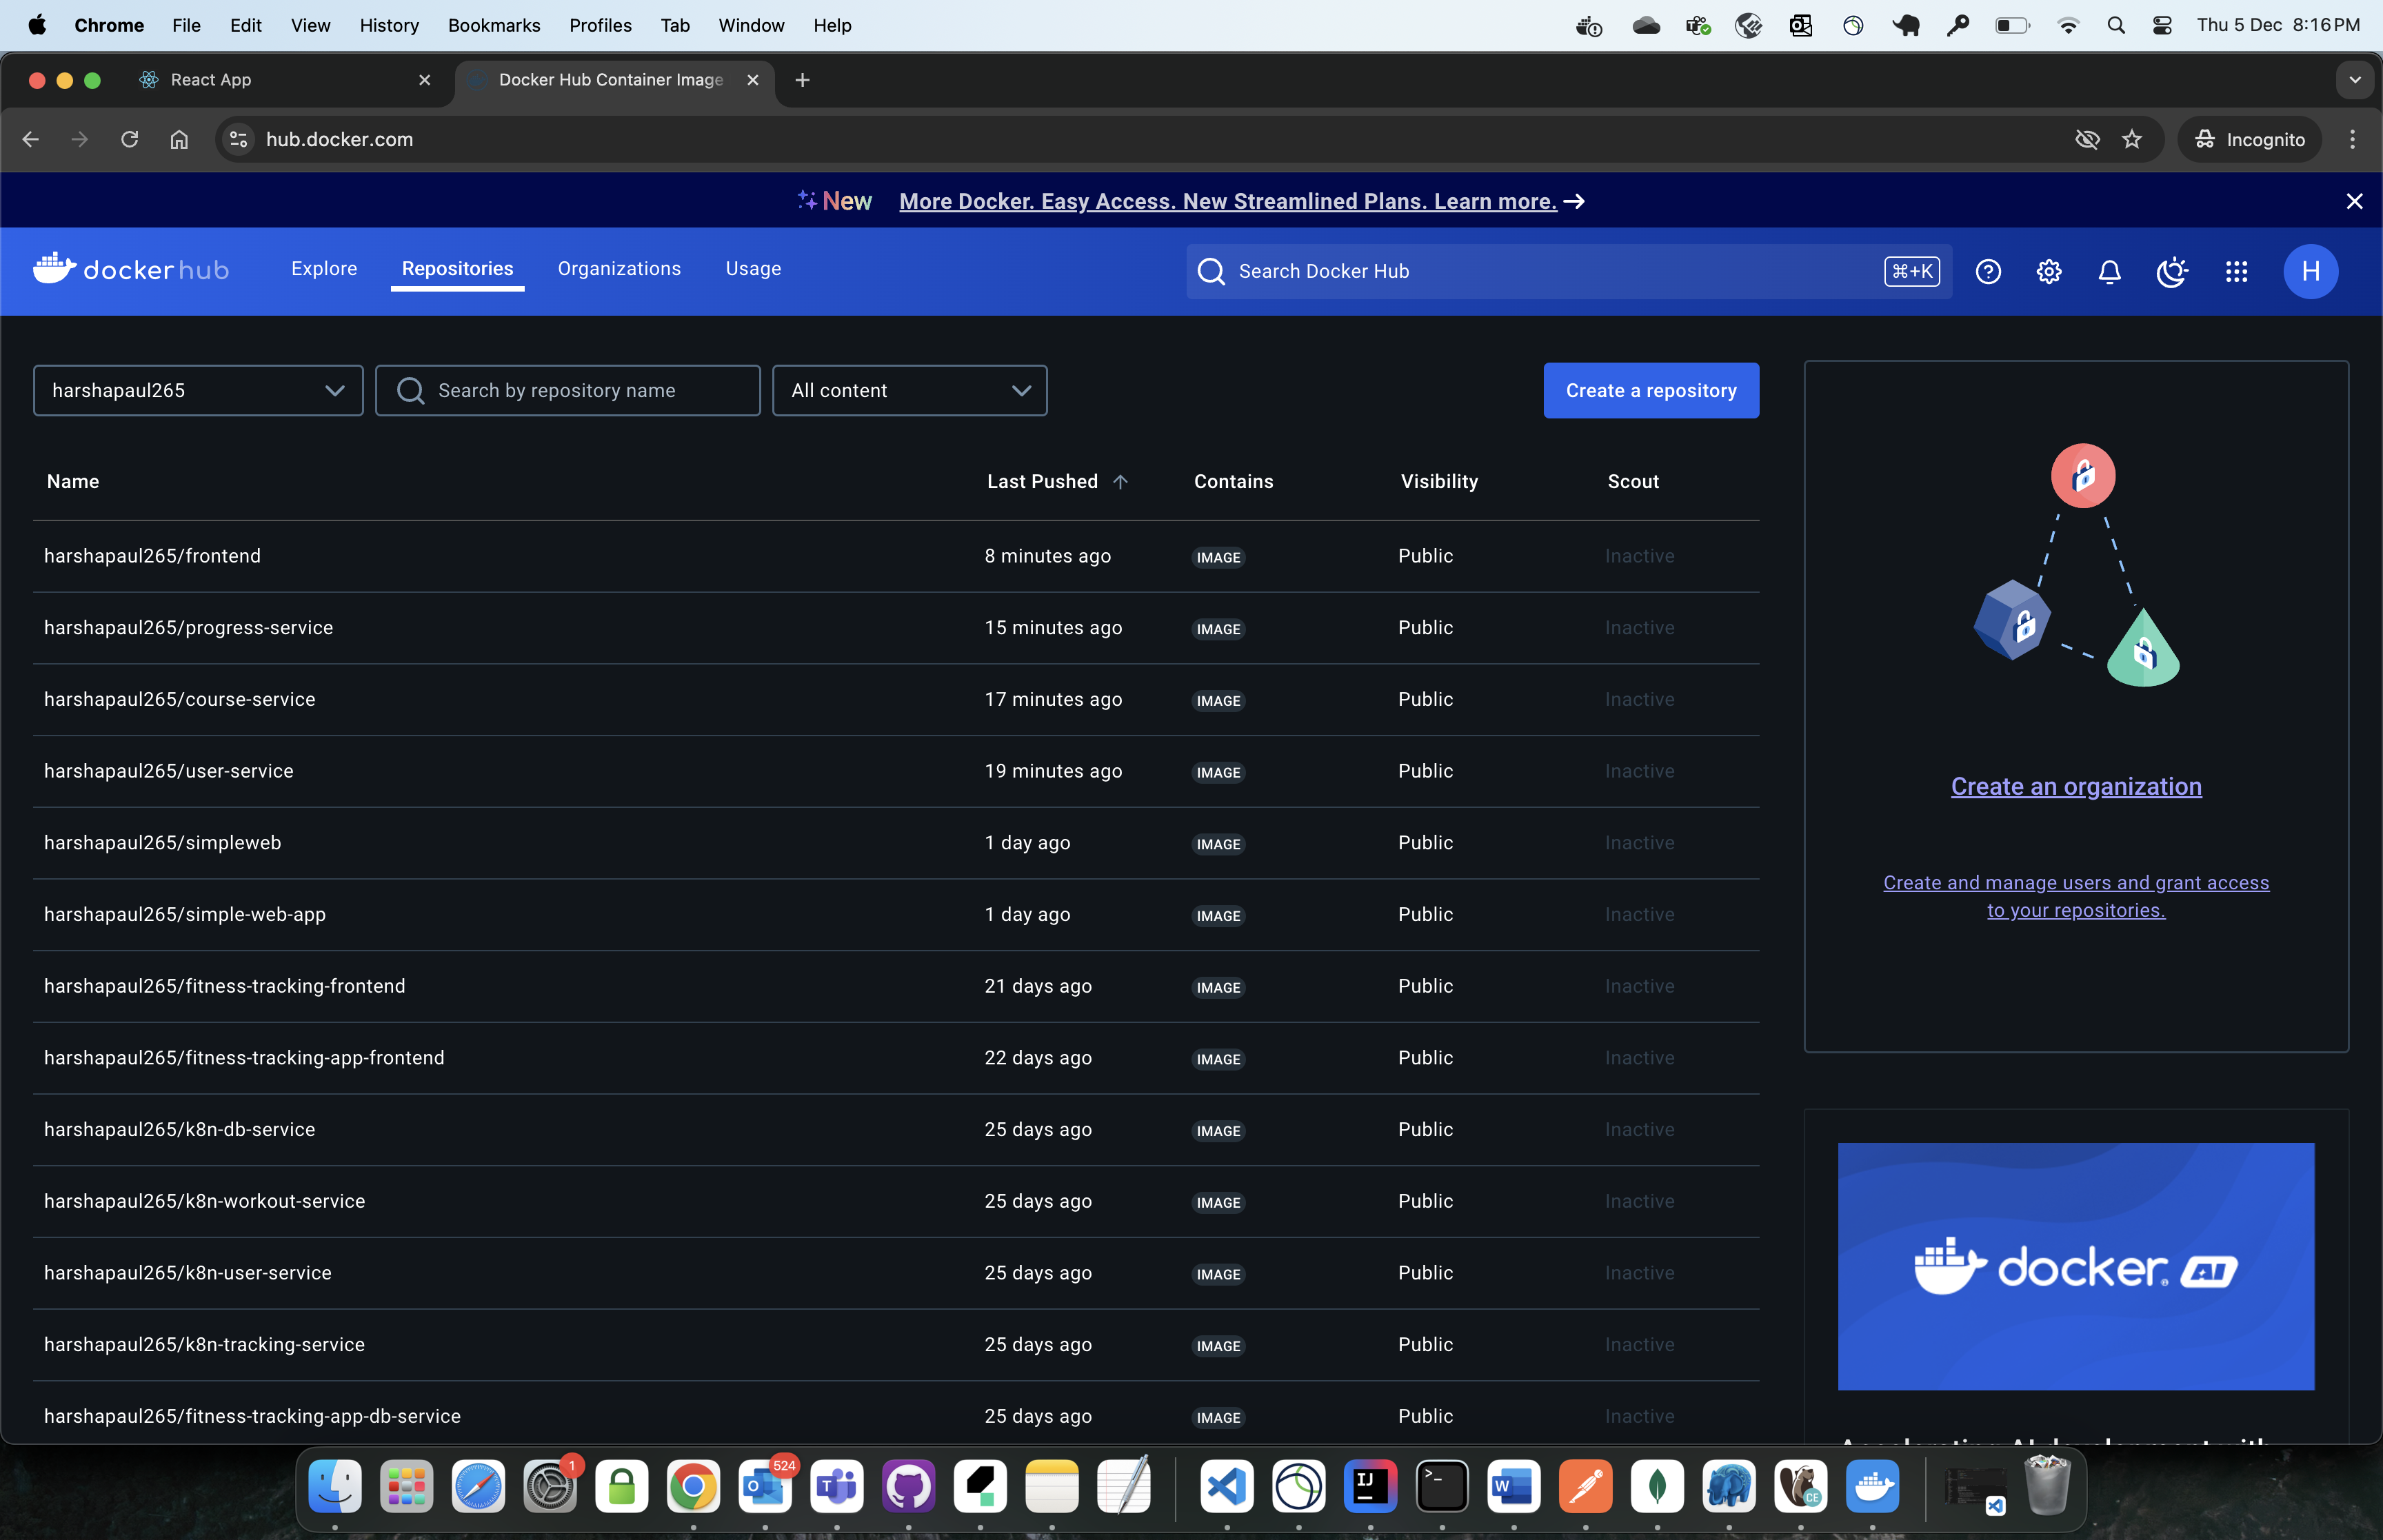 Chrome File Edit View History Bookmarks Profiles Tab Window Help Thu 5 Dec 8:16 PM
React App Docker Hub Container Image
hub.docker.com Incognito
New More Docker. Easy Access. New Streamlined Plans. Learn more. →
dockerhub Explore Repositories Organizations Usage Search Docker Hub ⌘+K H
harshapaul265 Search by repository name All content Create a repository
Name Last Pushed Contains Visibility Scout
harshapaul265/frontend 8 minutes ago IMAGE Public Inactive
harshapaul265/progress-service 15 minutes ago IMAGE Public Inactive
harshapaul265/course-service 17 minutes ago IMAGE Public Inactive
harshapaul265/user-service 19 minutes ago IMAGE Public Inactive
harshapaul265/simpleweb 1 day ago IMAGE Public Inactive
harshapaul265/simple-web-app 1 day ago IMAGE Public Inactive
harshapaul265/fitness-tracking-frontend 21 days ago IMAGE Public Inactive
harshapaul265/fitness-tracking-app-frontend 22 days ago IMAGE Public Inactive
harshapaul265/k8n-db-service 25 days ago IMAGE Public Inactive
harshapaul265/k8n-workout-service 25 days ago IMAGE Public Inactive
harshapaul265/k8n-user-service 25 days ago IMAGE Public Inactive
harshapaul265/k8n-tracking-service 25 days ago IMAGE Public Inactive
harshapaul265/fitness-tracking-app-db-service 25 days ago IMAGE Public Inactive
Create an organization
Create and manage users and grant access
to your repositories.
docker. AI
1 524
IJ
W
CE